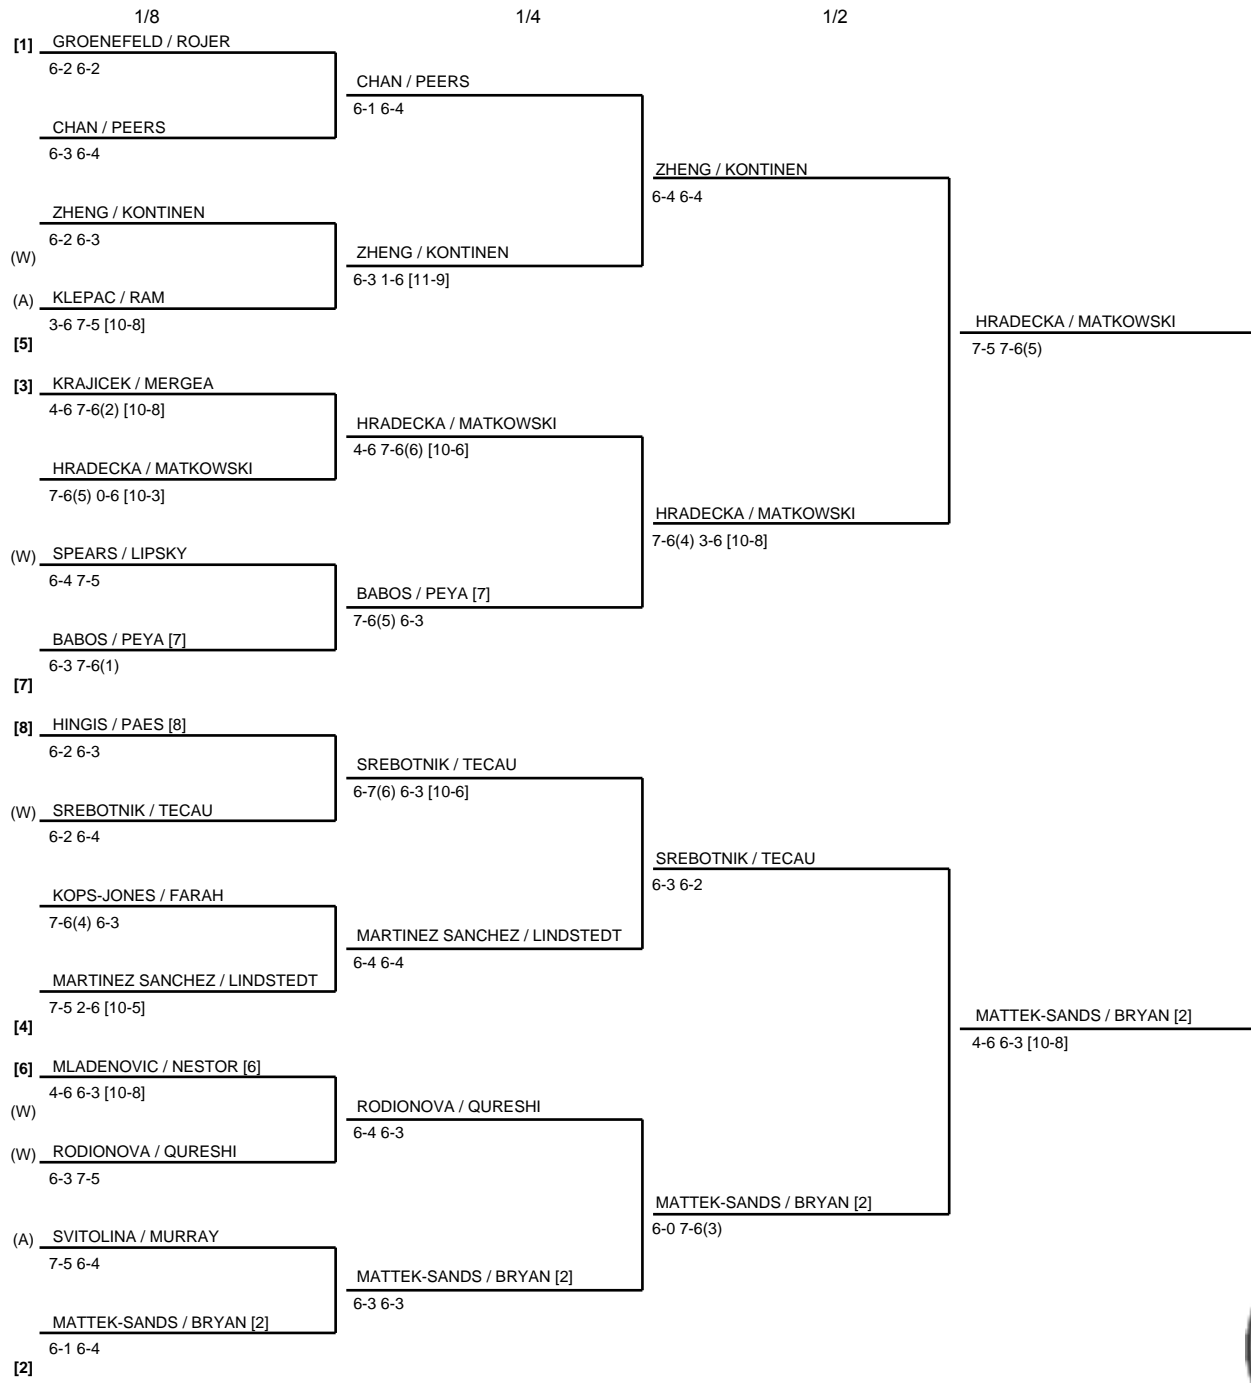 1/8
1/4
1/2
[1] GROENEFELD / ROJER
6-2 6-2
CHAN / PEERS
6-1 6-4
CHAN / PEERS
6-3 6-4
ZHENG / KONTINEN
6-4 6-4
ZHENG / KONTINEN
6-2 6-3
(W)
ZHENG / KONTINEN
6-3 1-6 [11-9]
(A) KLEPAC / RAM
3-6 7-5 [10-8]
[5]
HRADECKA / MATKOWSKI
7-5 7-6(5)
[3] KRAJICEK / MERGEA
4-6 7-6(2) [10-8]
HRADECKA / MATKOWSKI
4-6 7-6(6) [10-6]
HRADECKA / MATKOWSKI
7-6(5) 0-6 [10-3]
HRADECKA / MATKOWSKI
7-6(4) 3-6 [10-8]
(W) SPEARS / LIPSKY
6-4 7-5
BABOS / PEYA [7]
7-6(5) 6-3
BABOS / PEYA [7]
6-3 7-6(1)
[7]
[8] HINGIS / PAES [8]
6-2 6-3
SREBOTNIK / TECAU
6-7(6) 6-3 [10-6]
(W) SREBOTNIK / TECAU
6-2 6-4
SREBOTNIK / TECAU
6-3 6-2
KOPS-JONES / FARAH
7-6(4) 6-3
MARTINEZ SANCHEZ / LINDSTEDT
6-4 6-4
MARTINEZ SANCHEZ / LINDSTEDT
7-5 2-6 [10-5]
[4]
MATTEK-SANDS / BRYAN [2]
4-6 6-3 [10-8]
[6] MLADENOVIC / NESTOR [6]
4-6 6-3 [10-8]
(W)
RODIONOVA / QURESHI
6-4 6-3
(W) RODIONOVA / QURESHI
6-3 7-5
MATTEK-SANDS / BRYAN [2]
6-0 7-6(3)
(A) SVITOLINA / MURRAY
7-5 6-4
MATTEK-SANDS / BRYAN [2]
6-3 6-3
MATTEK-SANDS / BRYAN [2]
6-1 6-4
[2]